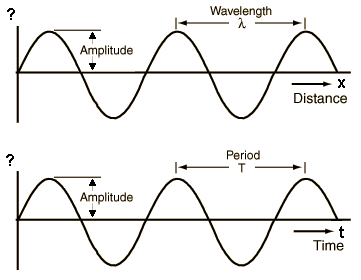 ?
Wavelength
λ
Amplitude
x
Distance
?
Period
T
Amplitude
t
Time